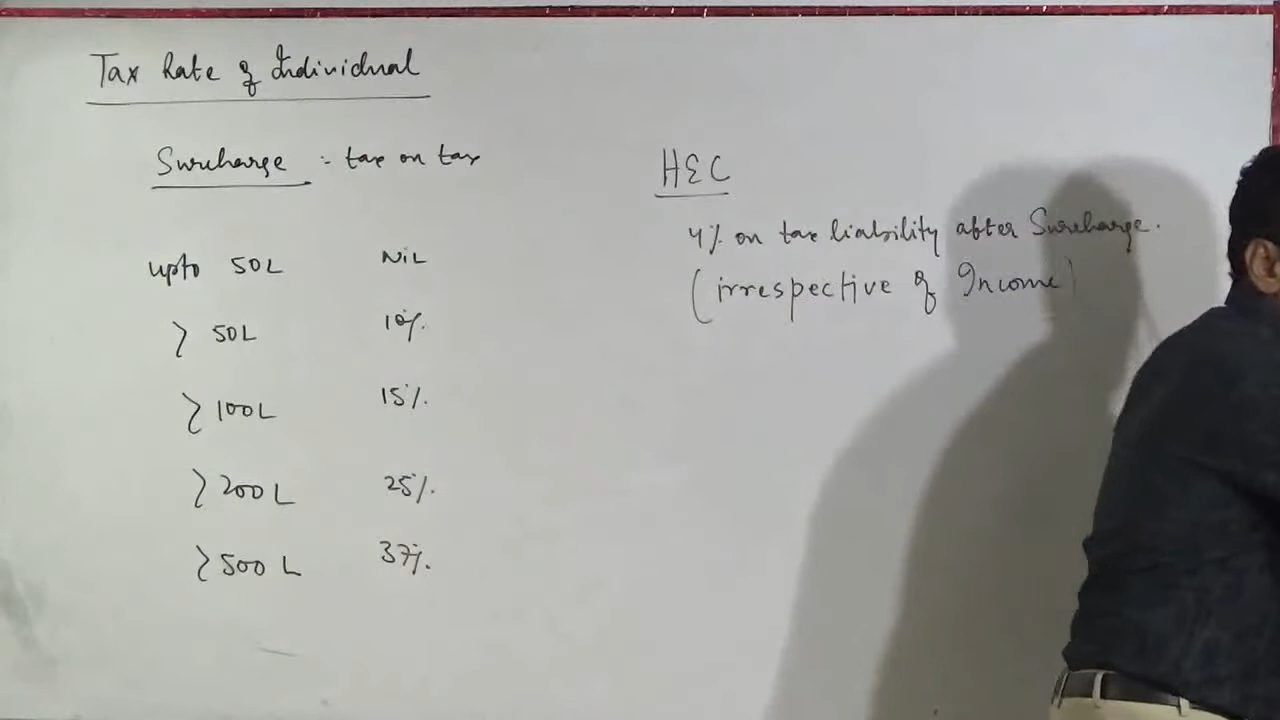 Tax Rate of Individual
Surcharge :- tax on tax
upto 50L NiL
> 50L 10%
> 100L 15%
> 200L 25%
> 500L 37%
H&C
4% on tax liability after Surcharge.
(irrespective of Income)